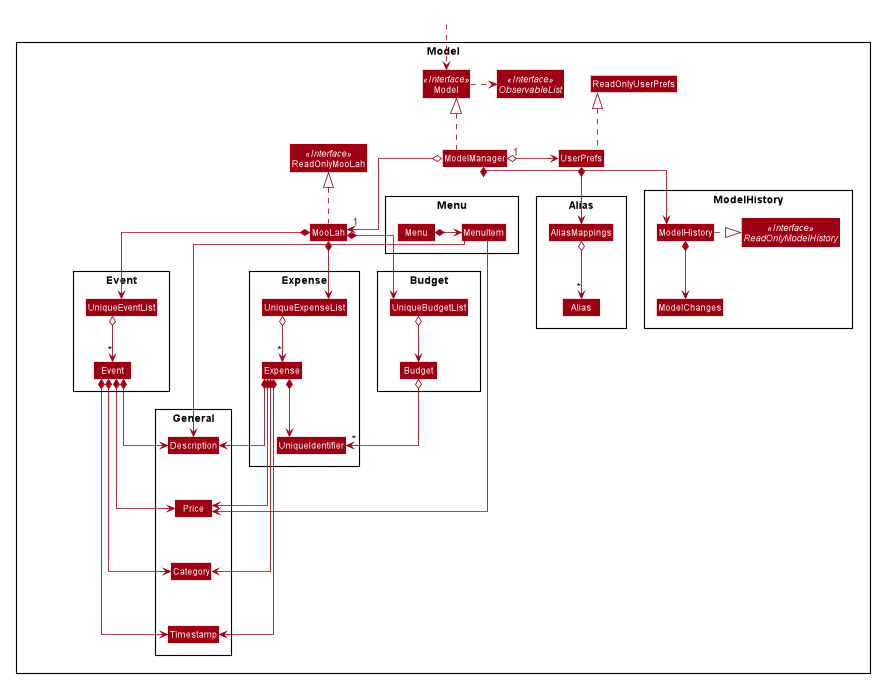 Model
«Interface»
Model
«Interface»
ObservableList
ReadOnlyUserPrefs
«Interface»
ReadOnlyMooLah
ModelManager
1
UserPrefs
Menu
Alias
ModelHistory
1
MooLah
Menu
MenuItem
AliasMappings
ModelHistory
«Interface»
ReadOnlyModelHistory
Event
Expense
Budget
UniqueEventList
UniqueExpenseList
UniqueBudgetList
*
Alias
ModelChanges
*
*
Event
Expense
Budget
General
*
Description
UniqueIdentifier
Price
Category
Timestamp